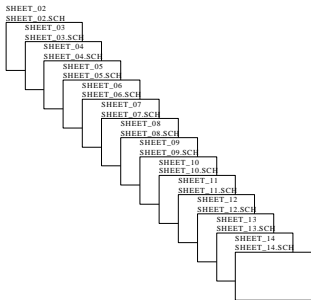 SHEET_02
SHEET_02.SCH
SHEET_03
SHEET_03.SCH
SHEET_04
SHEET_04.SCH
SHEET_05
SHEET_05.SCH
SHEET_06
SHEET_06.SCH
SHEET_07
SHEET_07.SCH
SHEET_08
SHEET_08.SCH
SHEET_09
SHEET_09.SCH
SHEET_10
SHEET_10.SCH
SHEET_11
SHEET_11.SCH
SHEET_12
SHEET_12.SCH
SHEET_13
SHEET_13.SCH
SHEET_14
SHEET_14.SCH